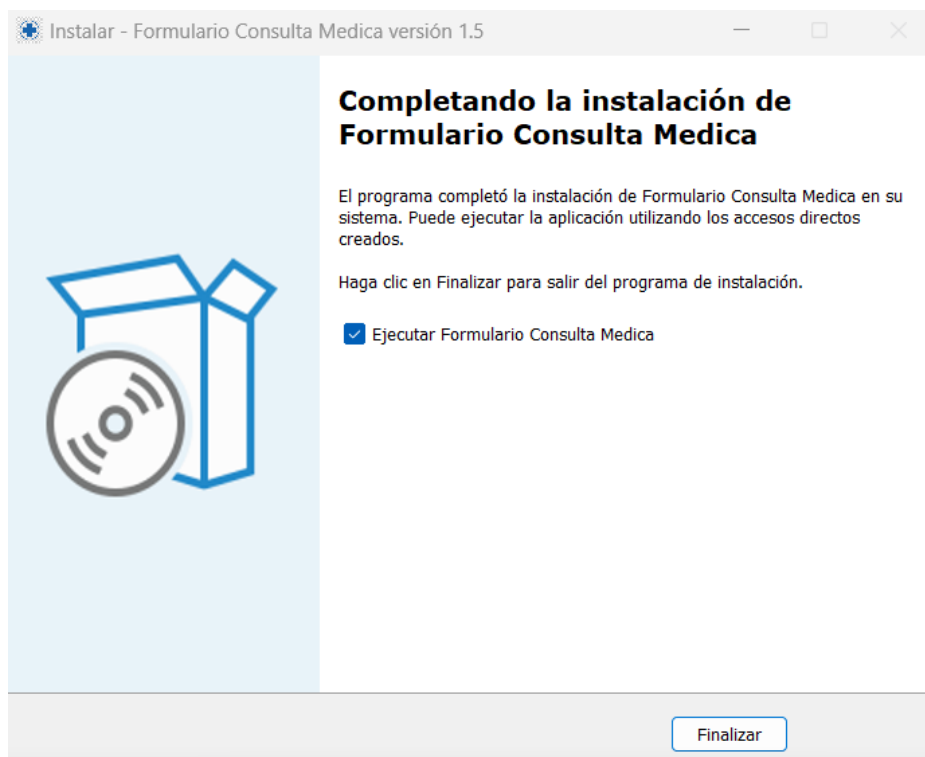 Instalar - Formulario Consulta Medica versión 1.5
Completando la instalación de
Formulario Consulta Medica
El programa completó la instalación de Formulario Consulta Medica en su
sistema. Puede ejecutar la aplicación utilizando los accesos directos
creados.
Haga clic en Finalizar para salir del programa de instalación.
Ejecutar Formulario Consulta Medica
Finalizar